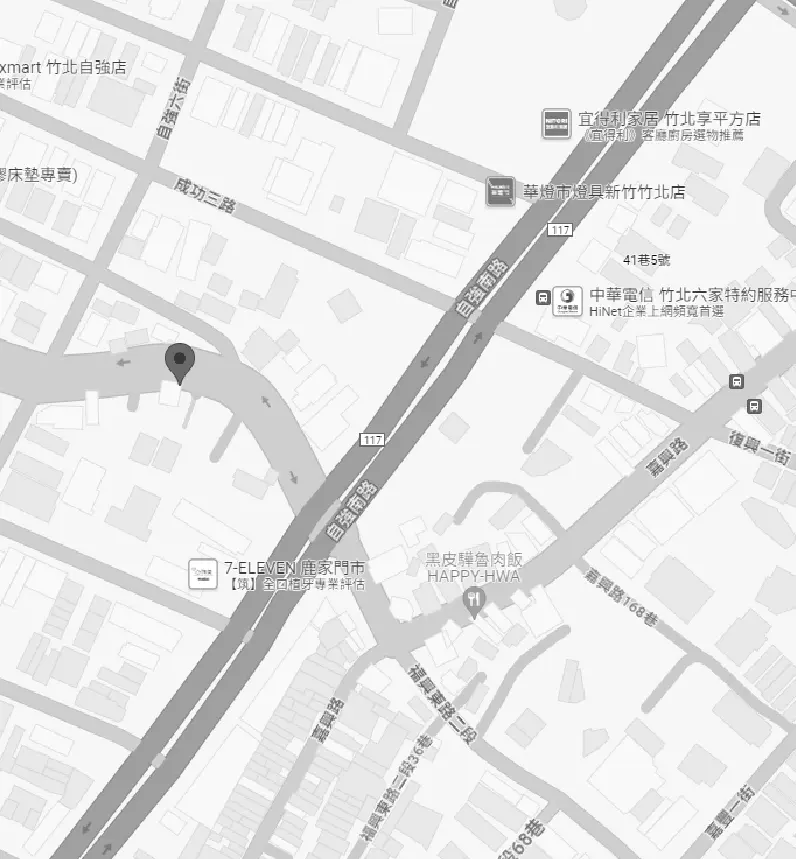 xmart 竹北自強店
業評估
自強六街
宜得利家居 竹北享平方店
（宜得利）客廳廚房選物推薦
膠床墊專賣)
成功三路
華燈市燈具新竹竹北店
117
41巷5號
自強南路
中華電信 竹北六家特約服務中
HiNet企業上網頻寬首選
117
嘉興路
復興一街
自強南路
黑皮驊魯肉飯
HAPPY-HWA
7-ELEVEN 鹿家門市
全口植牙專業評估
嘉興路168巷
福興東路二段
嘉興路
福興東路二段36巷
段68巷
嘉豐一街